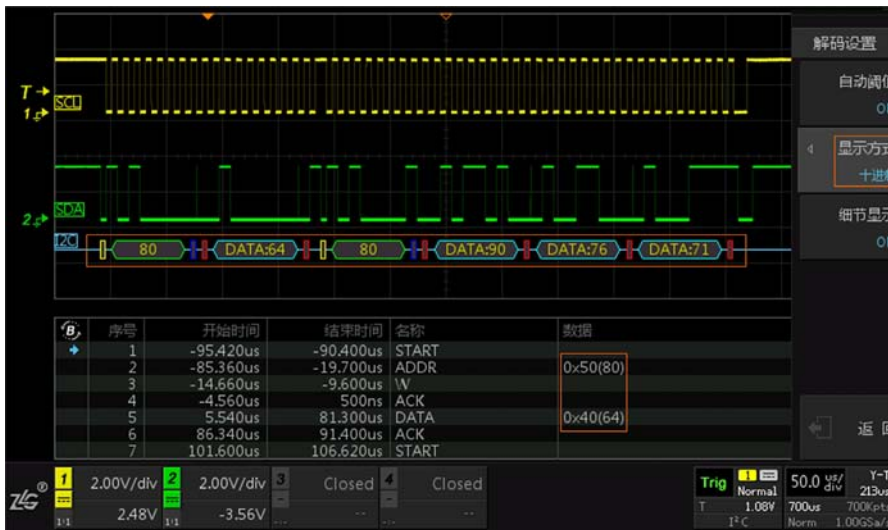 解码设置
自动阈值
T
SCL
1
显示方式
十进
SDA
细节显示
2
I2C 80 DATA:64 80 DATA:90 DATA:76 DATA:71
B 序号 开始时间 结束时间 名称 数据
1 -95.420us -90.400us START
2 -85.360us -19.700us ADDR 0x50(80)
3 -14.660us -9.600us W
4 -4.560us 500ns ACK
5 5.540us 81.300us DATA 0x40(64)
6 86.340us 91.400us ACK
7 101.600us 106.620us START
返 回
ZLG®
1 2.00V/div 2 2.00V/div 3 Closed 4 Closed
2.48V -3.56V
1:1 1:1
Trig 1 Normal 50.0 us/div Y-T
213us
T 1.08V 700us 700Kpt
I²C Norm 1.00GSa/